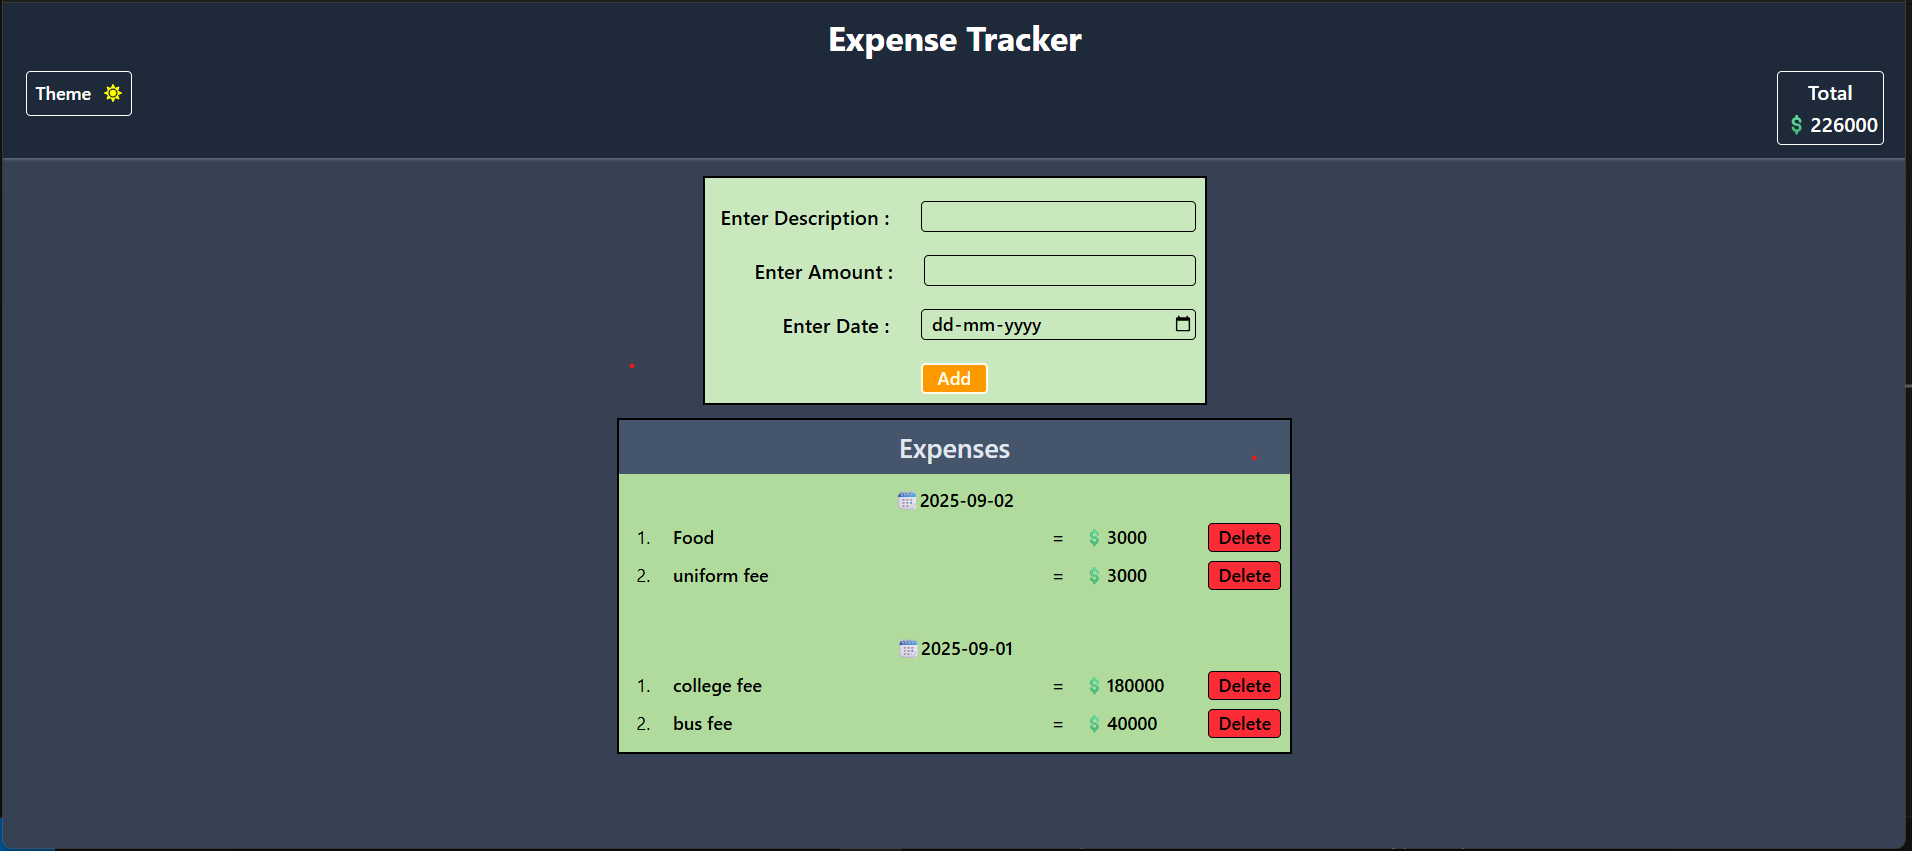 Expense Tracker
Theme
Total
$ 226000
Enter Description :
Enter Amount :
Enter Date : dd-mm-yyyy
Add
Expenses
2025-09-02
1. Food = $ 3000 Delete
2. uniform fee = $ 3000 Delete
2025-09-01
1. college fee = $ 180000 Delete
2. bus fee = $ 40000 Delete